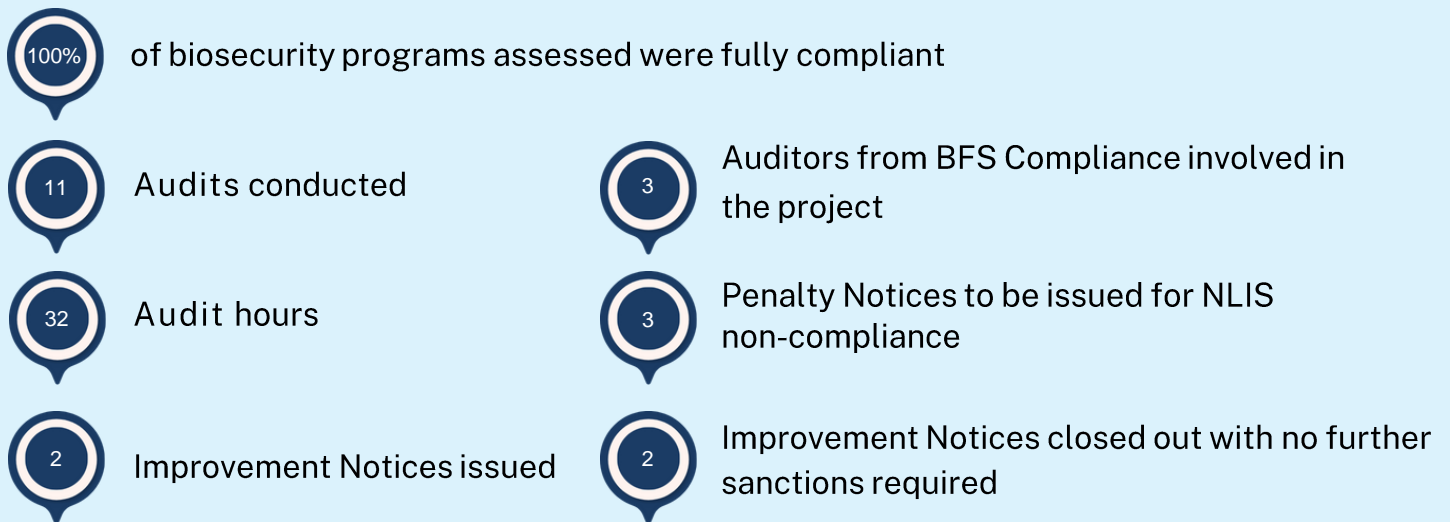 100% of biosecurity programs assessed were fully compliant
11 Audits conducted
3 Auditors from BFS Compliance involved in
the project
32 Audit hours
3 Penalty Notices to be issued for NLIS
non-compliance
2 Improvement Notices issued
2 Improvement Notices closed out with no further
sanctions required